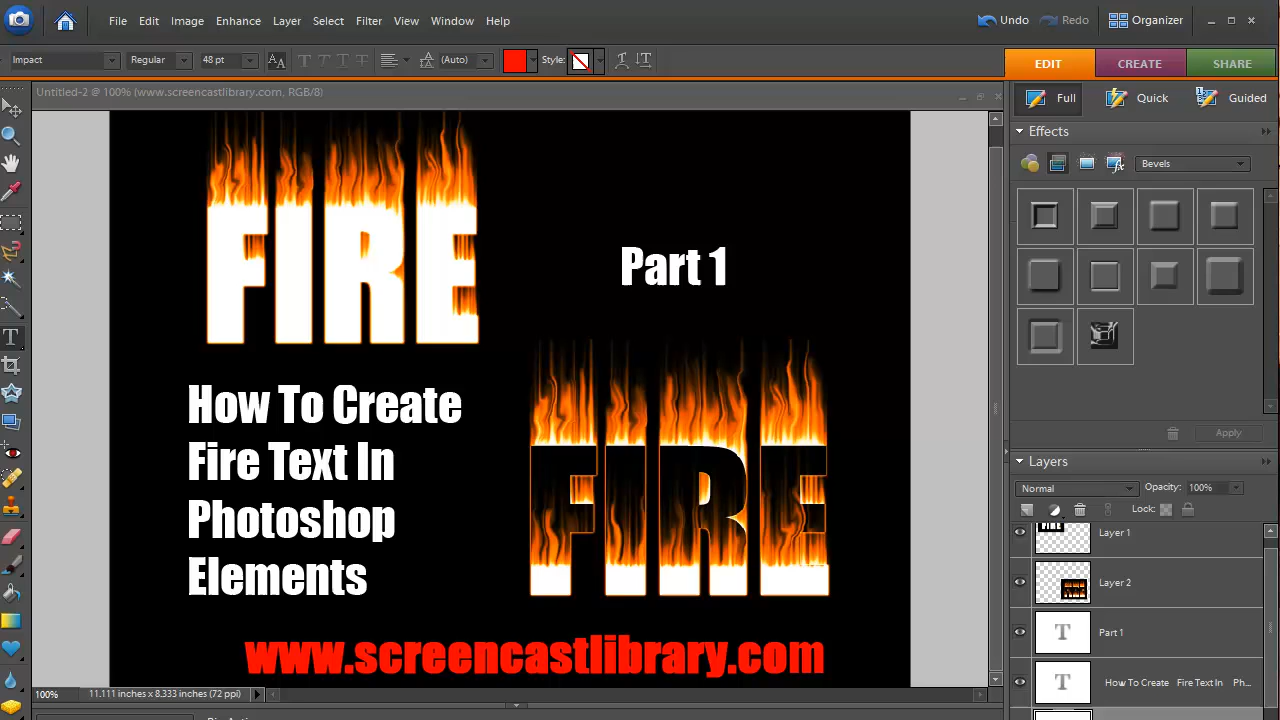 File Edit Image Enhance Layer Select Filter View Window Help
Undo Redo Organizer
Impact Regular 48 pt (Auto) Style:
EDIT CREATE SHARE
Untitled-2 @ 100% (www.screencastlibrary.com, RGB/8)
Full Quick Guided
Effects
Bevels
FIRE
Part 1
FIRE
How To Create
Fire Text In
Photoshop
Elements
www.screencastlibrary.com
Apply
Layers
Normal Opacity: 100%
Lock:
Layer 1
Layer 2
Part 1
How To Create Fire Text In Ph...
100% 11.111 inches x 8.333 inches (72 ppi)